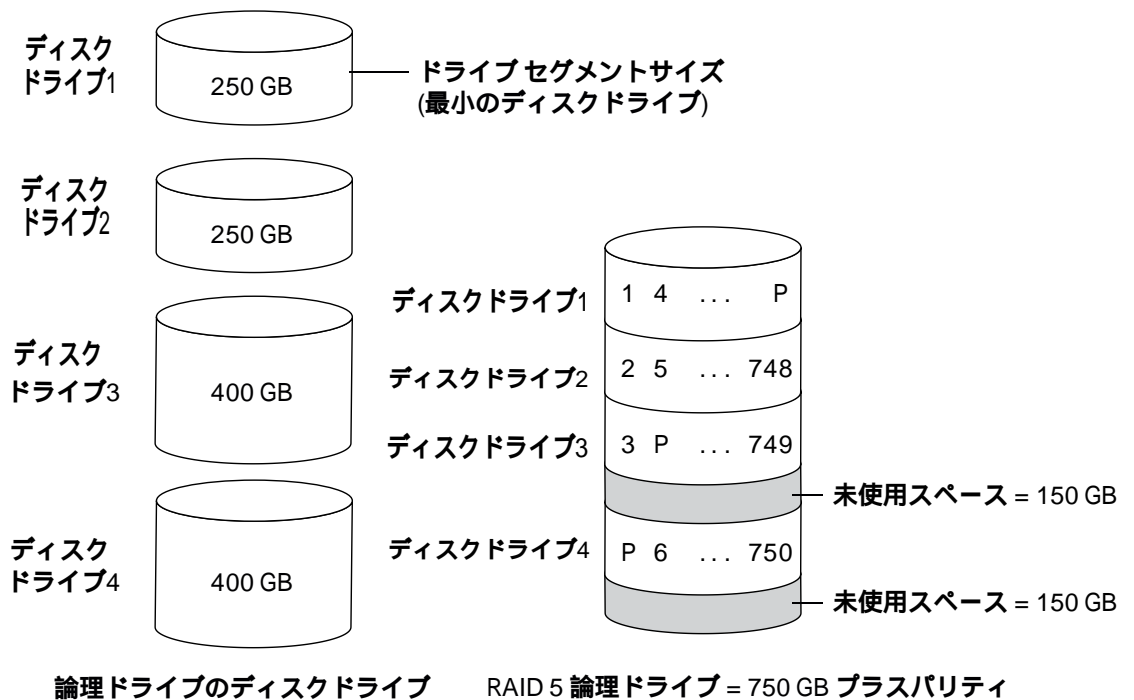 ディスク
ドライブ1
250 GB
ドライブ セグメントサイズ
(最小のディスクドライブ)
ディスク
ドライブ2
250 GB
ディスク
ドライブ3
400 GB
ディスク
ドライブ4
400 GB
ディスクドライブ1
1 4 ... P
ディスクドライブ2
2 5 ... 748
ディスクドライブ3
3 P ... 749
未使用スペース = 150 GB
ディスクドライブ4
P 6 ... 750
未使用スペース = 150 GB
論理ドライブのディスクドライブ
RAID 5 論理ドライブ = 750 GB プラスパリティ